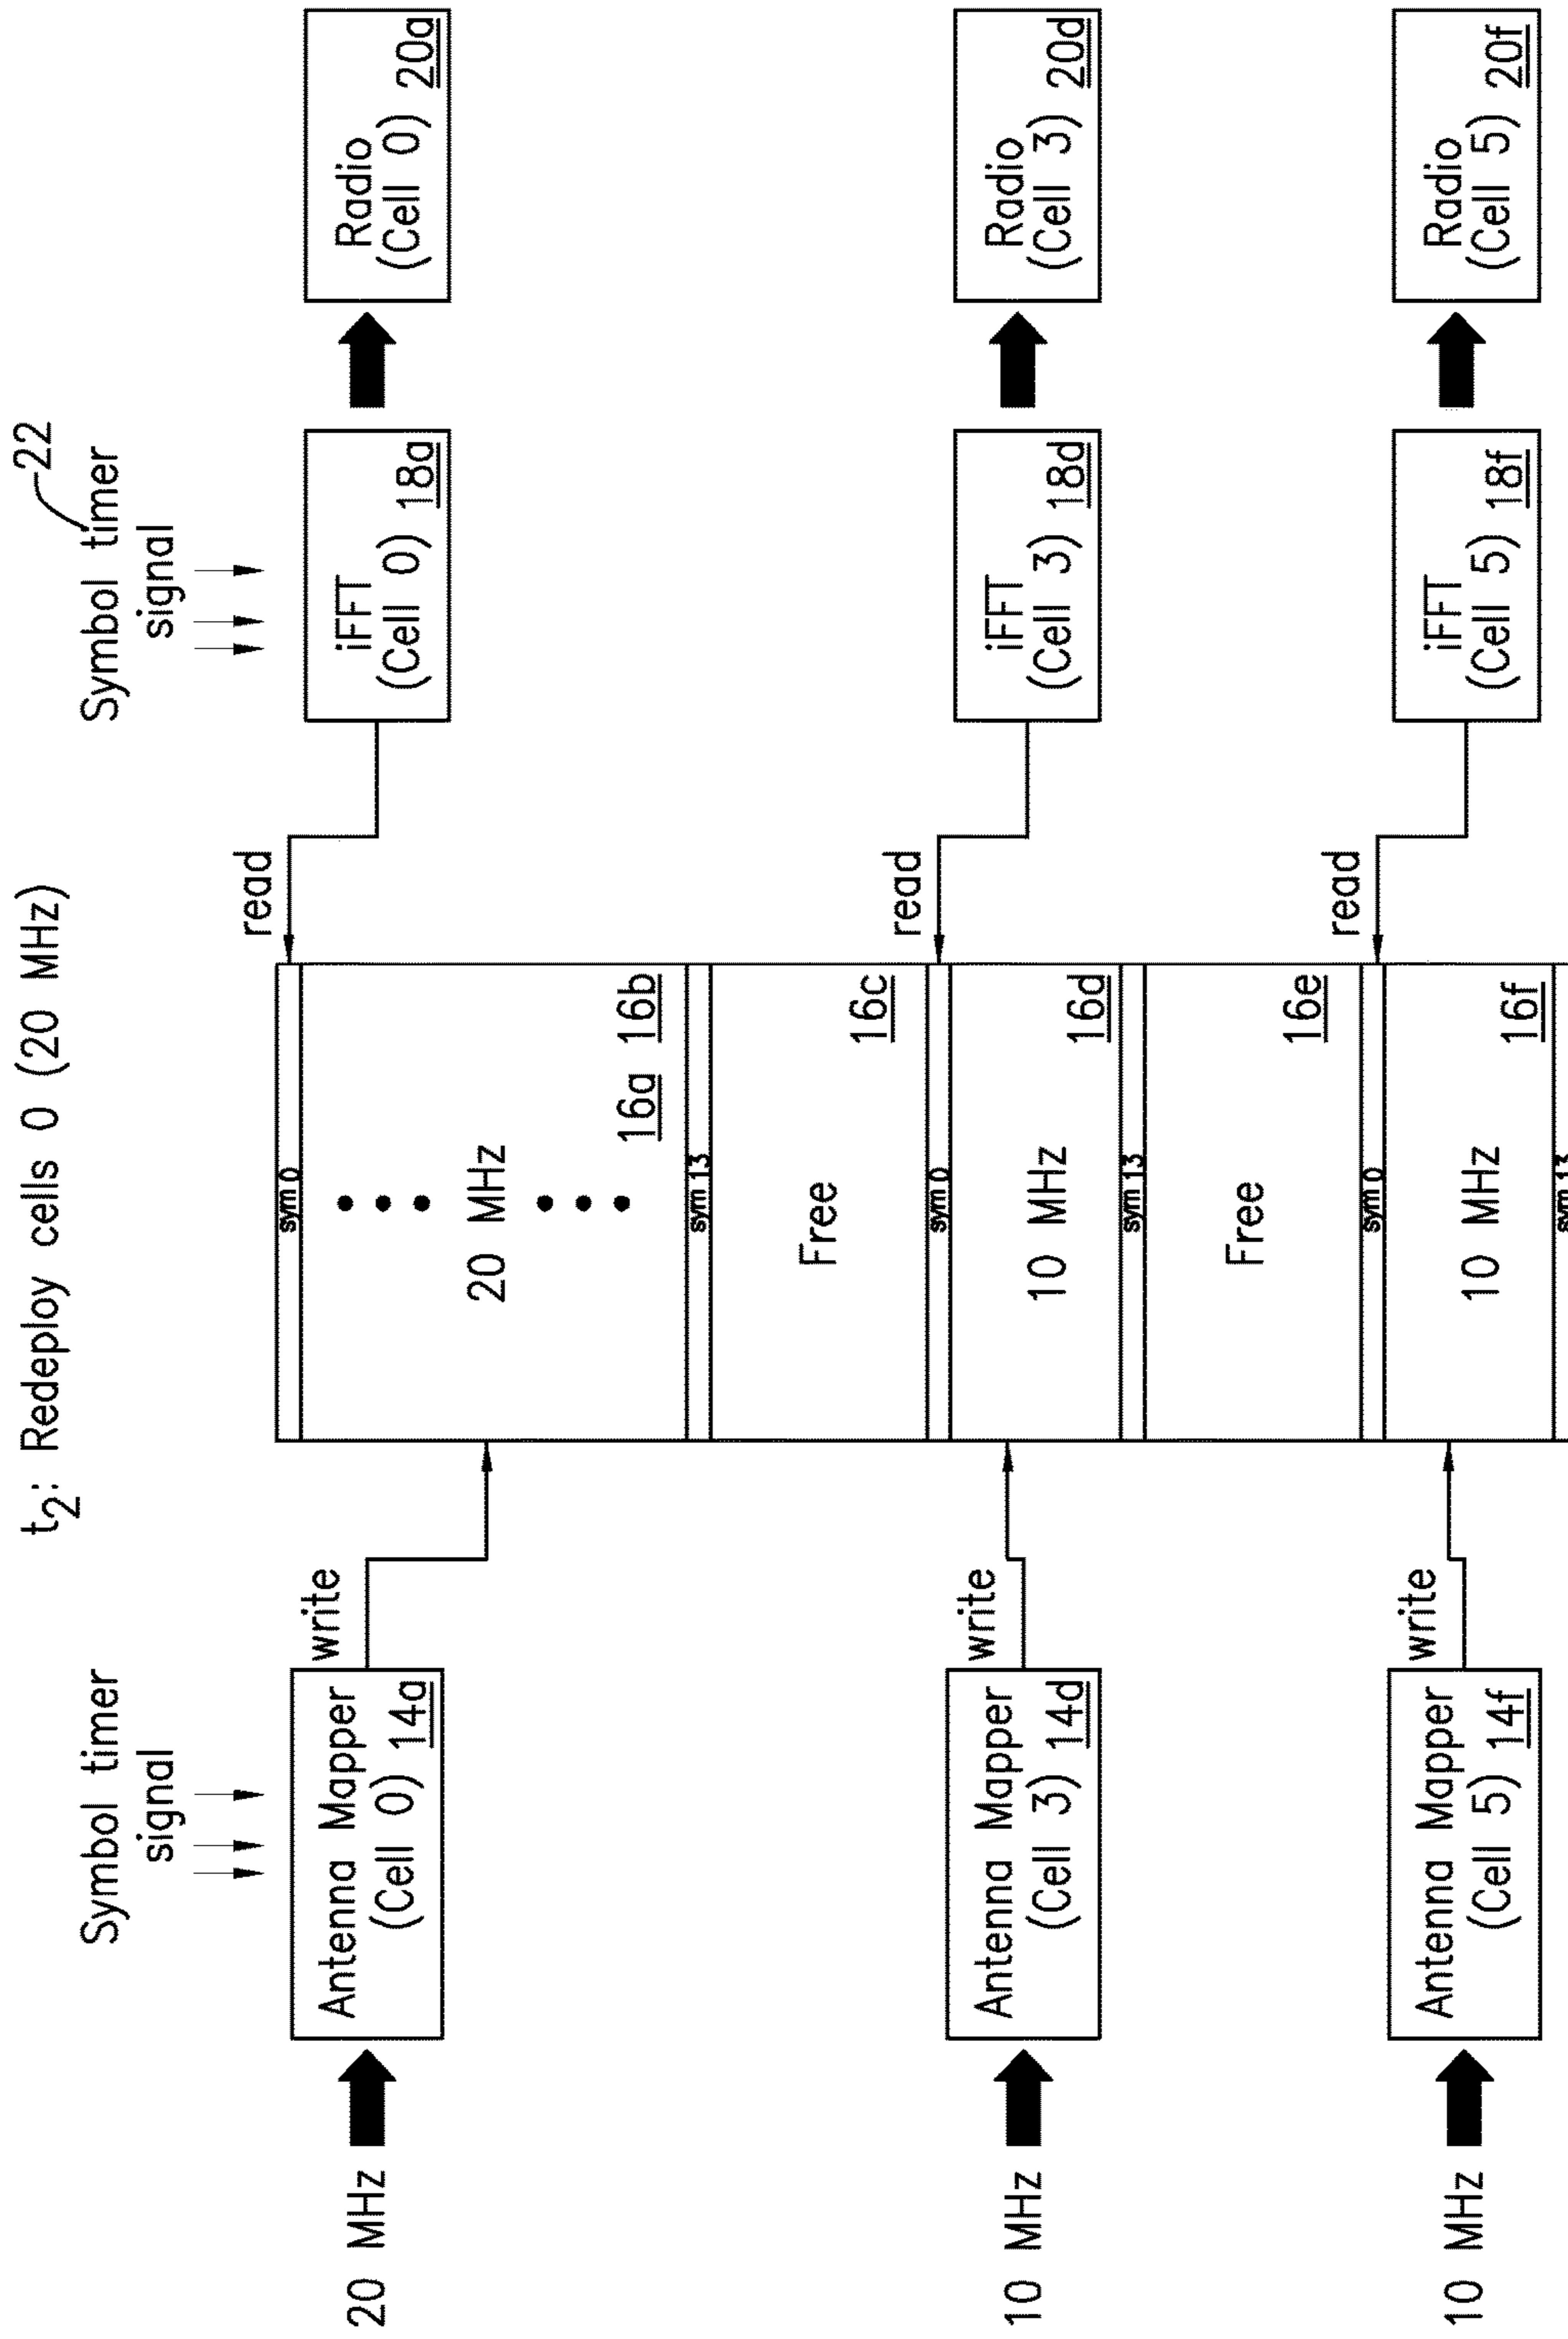 t2: Redeploy cells 0 (20 MHz)
Symbol timer
signal
Symbol timer
signal
22
20 MHz
Antenna Mapper
(Cell 0) 14a
write
sym 0
20 MHz
16a 16b
sym 13
read
iFFT
(Cell 0) 18a
Radio
(Cell 0) 20a
Free
16c
10 MHz
Antenna Mapper
(Cell 3) 14d
write
sym 0
10 MHz
16d
sym 13
read
iFFT
(Cell 3) 18d
Radio
(Cell 3) 20d
Free
16e
10 MHz
Antenna Mapper
(Cell 5) 14f
write
sym 0
10 MHz
16f
sym 13
read
iFFT
(Cell 5) 18f
Radio
(Cell 5) 20f